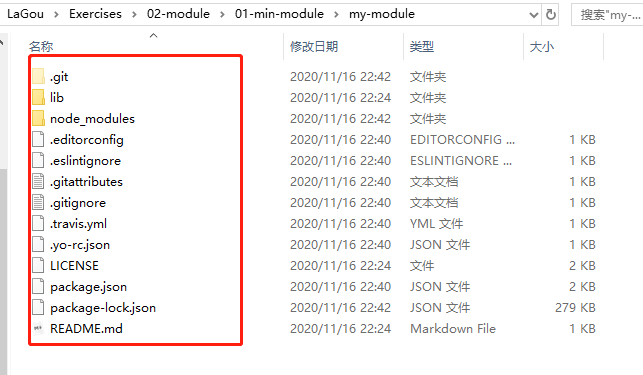 LaGou > Exercises > 02-module > 01-min-module > my-module 搜索"my-...
名称 修改日期 类型 大小
.git 2020/11/16 22:42 文件夹
lib 2020/11/16 22:24 文件夹
node_modules 2020/11/16 22:42 文件夹
.editorconfig 2020/11/16 22:40 EDITORCONFIG ... 1 KB
.eslintignore 2020/11/16 22:40 ESLINTIGNORE ... 1 KB
.gitattributes 2020/11/16 22:40 文本文档 1 KB
.gitignore 2020/11/16 22:40 文本文档 1 KB
.travis.yml 2020/11/16 22:40 YML 文件 1 KB
.yo-rc.json 2020/11/16 22:40 JSON 文件 1 KB
LICENSE 2020/11/16 22:24 文件 2 KB
package.json 2020/11/16 22:40 JSON 文件 2 KB
package-lock.json 2020/11/16 22:42 JSON 文件 279 KB
README.md 2020/11/16 22:24 Markdown File 1 KB